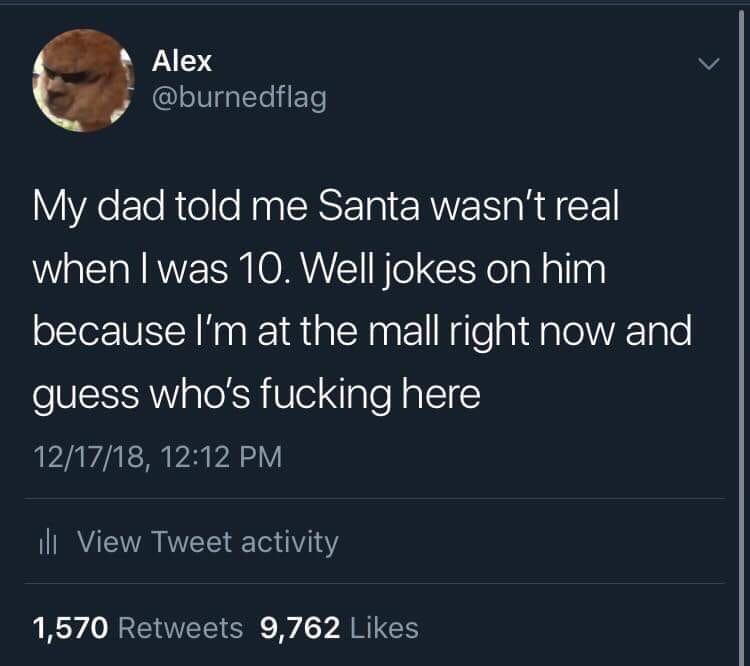 Alex
@burnedflag
My dad told me Santa wasn't real
when I was 10. Well jokes on him
because I'm at the mall right now and
guess who's fucking here
12/17/18, 12:12 PM
View Tweet activity
1,570 Retweets 9,762 Likes